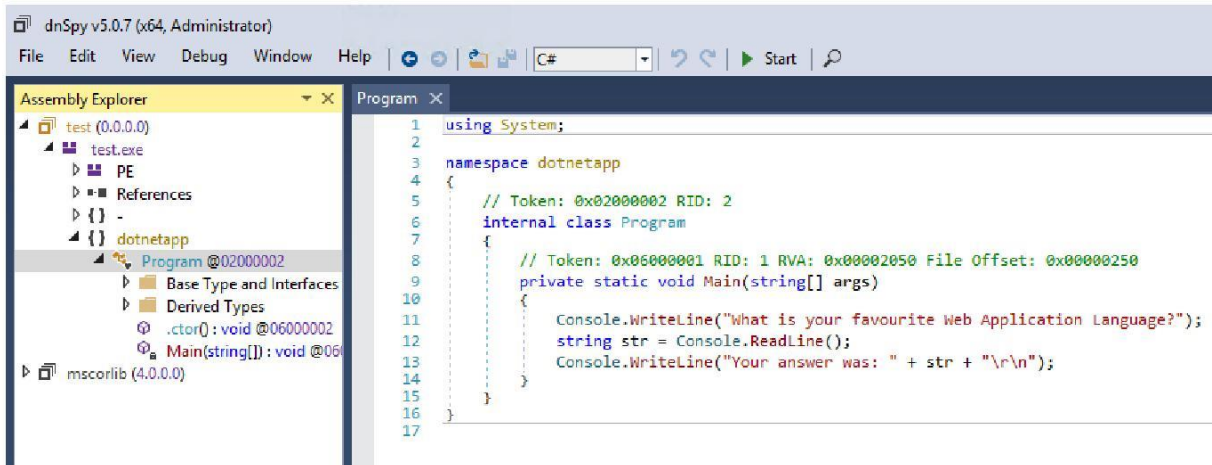 dnSpy v5.0.7 (x64, Administrator)
File Edit View Debug Window Help C# Start
Assembly Explorer
test (0.0.0.0)
test.exe
PE
References
{ } -
{ } dotnetapp
Program @02000002
Base Type and Interfaces
Derived Types
.ctor() : void @06000002
Main(string[]) : void @060
mscorlib (4.0.0.0)
Program
1 using System;
2
3 namespace dotnetapp
4 {
5 // Token: 0x02000002 RID: 2
6 internal class Program
7 {
8 // Token: 0x06000001 RID: 1 RVA: 0x00002050 File Offset: 0x00000250
9 private static void Main(string[] args)
10 {
11 Console.WriteLine("What is your favourite Web Application Language?");
12 string str = Console.ReadLine();
13 Console.WriteLine("Your answer was: " + str + "\r\n");
14 }
15 }
16 }
17